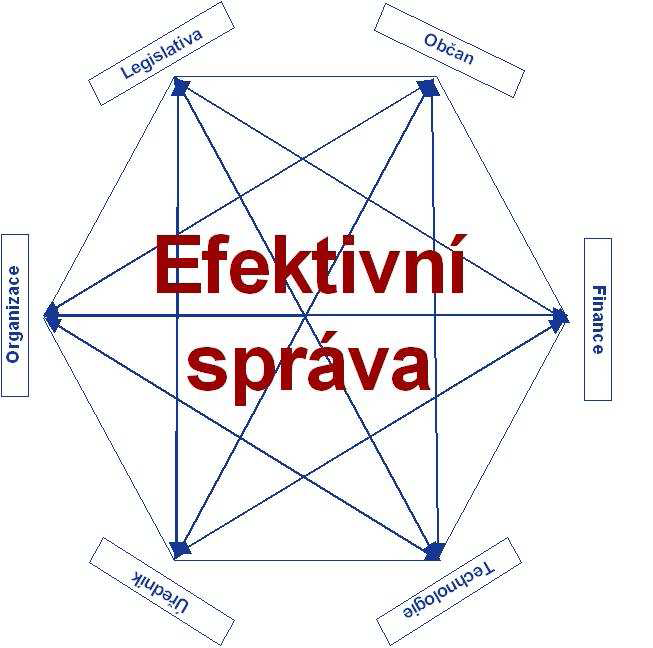 Legislativa
Občan
Organizace
Efektivní
správa
Finance
Úředník
Technologie